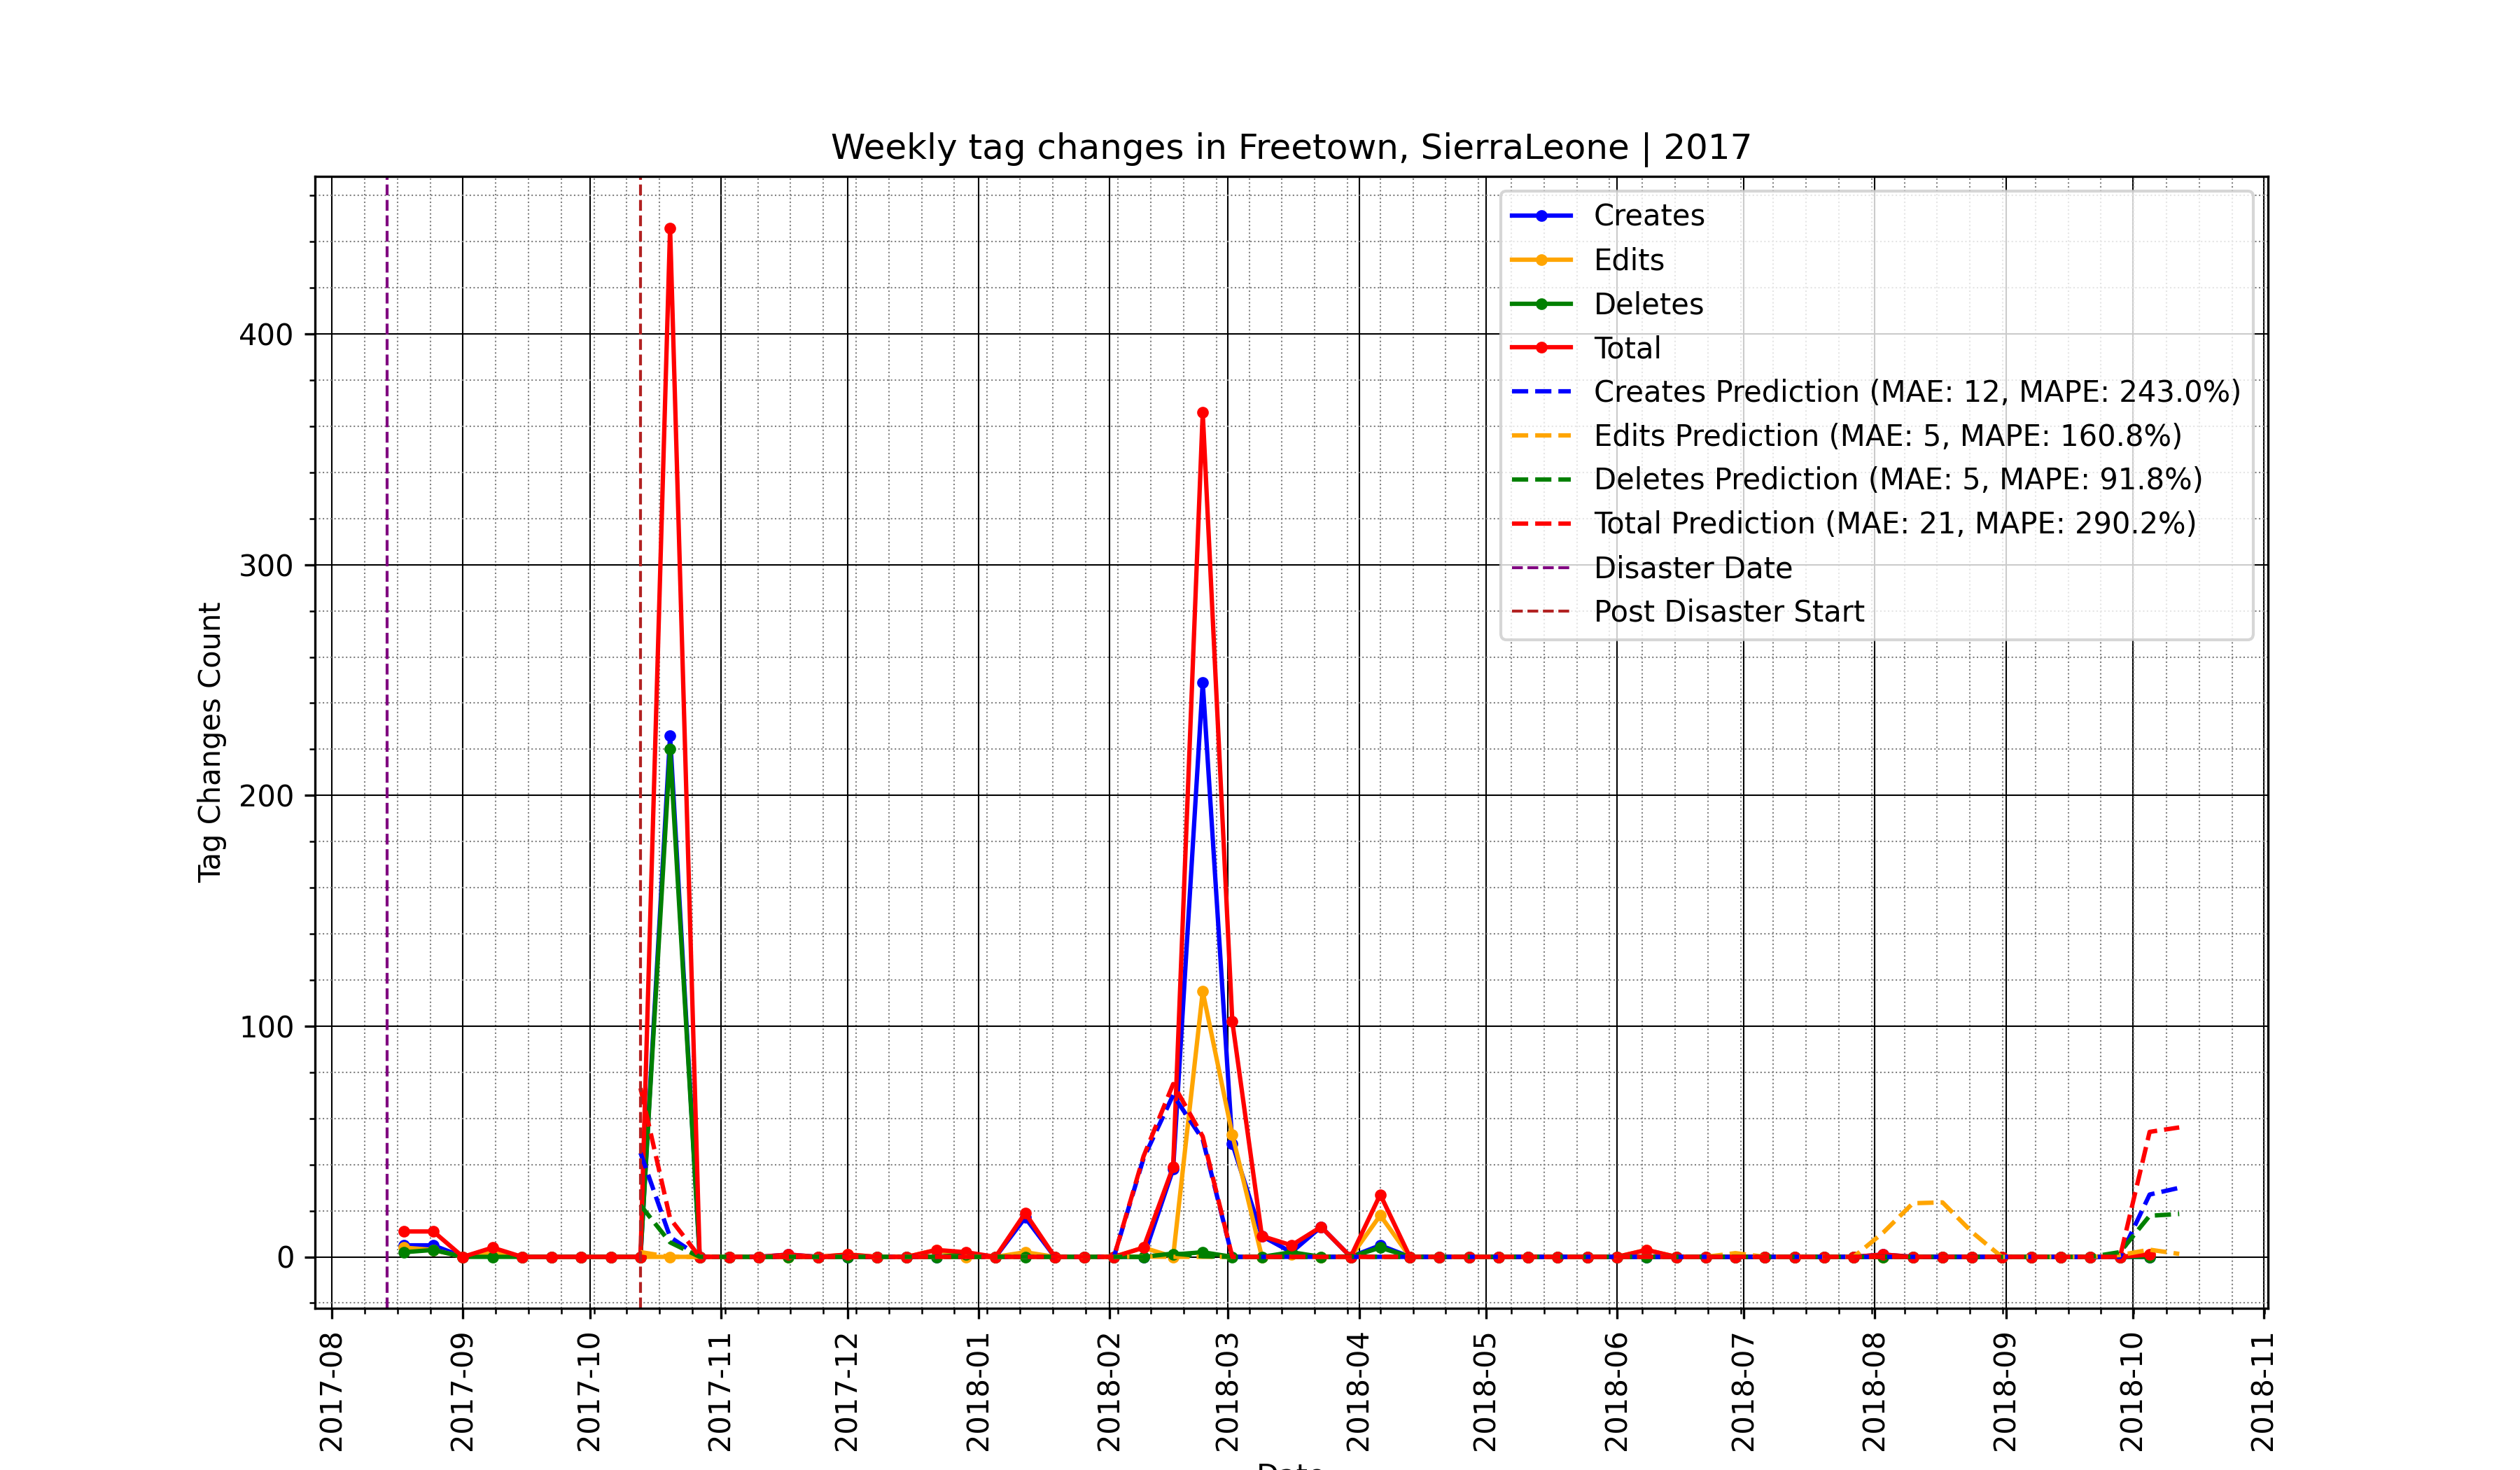 Weekly tag changes in Freetown, SierraLeone | 2017
Creates
Edits
Deletes
Total
Creates Prediction (MAE: 12, MAPE: 243.0%)
Edits Prediction (MAE: 5, MAPE: 160.8%)
Deletes Prediction (MAE: 5, MAPE: 91.8%)
Total Prediction (MAE: 21, MAPE: 290.2%)
Disaster Date
Post Disaster Start
Tag Changes Count
400
300
200
100
0
2017-08
2017-09
2017-10
2017-11
2017-12
2018-01
2018-02
2018-03
2018-04
2018-05
2018-06
2018-07
2018-08
2018-09
2018-10
2018-11
Date